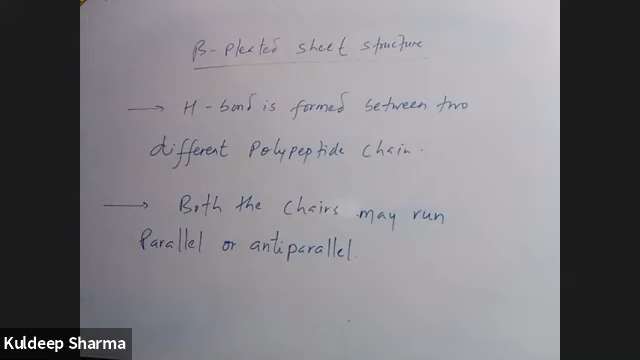 β-pleated sheet structure
→ H-bond is formed between two
different Polypeptide chain.
→ Both the chairs may run
Parallel or antiparallel.
Kuldeep Sharma